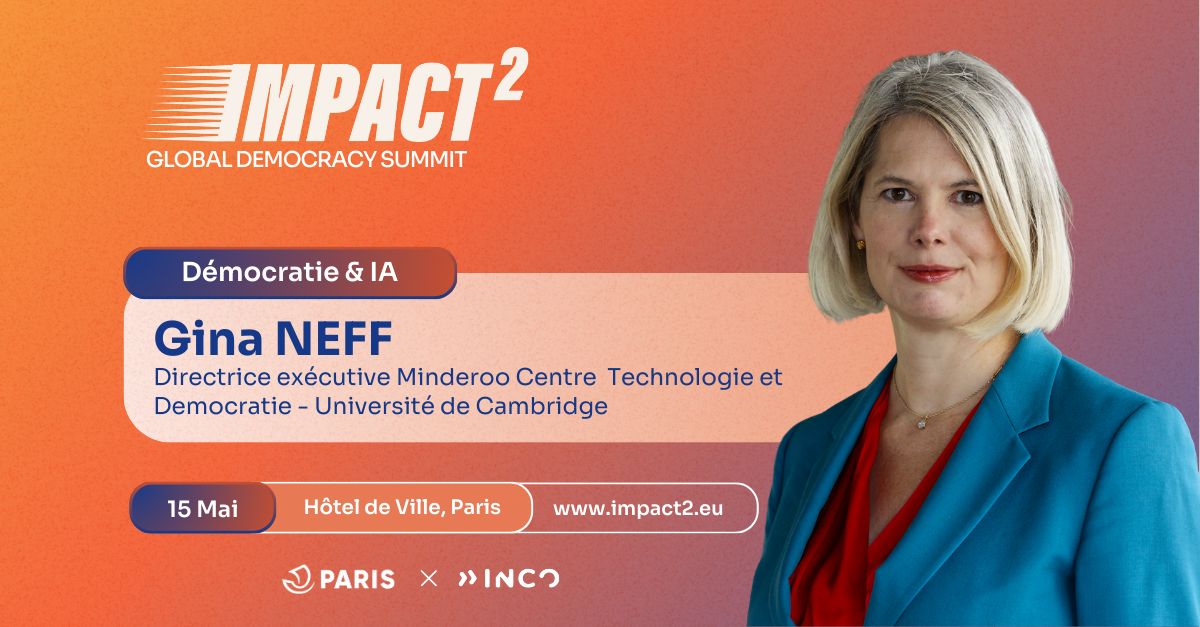 IMPACT²
GLOBAL DEMOCRACY SUMMIT
Démocratie & IA
Gina NEFF
Directrice exécutive Minderoo Centre Technologie et
Democratie - Université de Cambridge
15 Mai
Hôtel de Ville, Paris
www.impact2.eu
PARIS × INCO